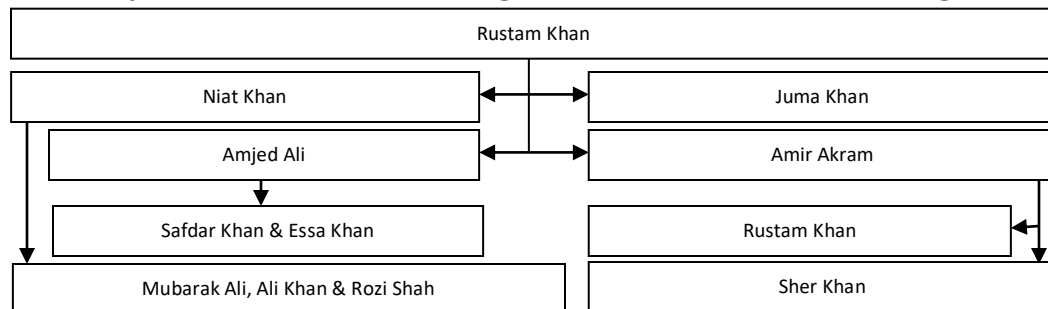 Rustam Khan
Niat Khan
Juma Khan
Amjed Ali
Amir Akram
Safdar Khan & Essa Khan
Rustam Khan
Mubarak Ali, Ali Khan & Rozi Shah
Sher Khan